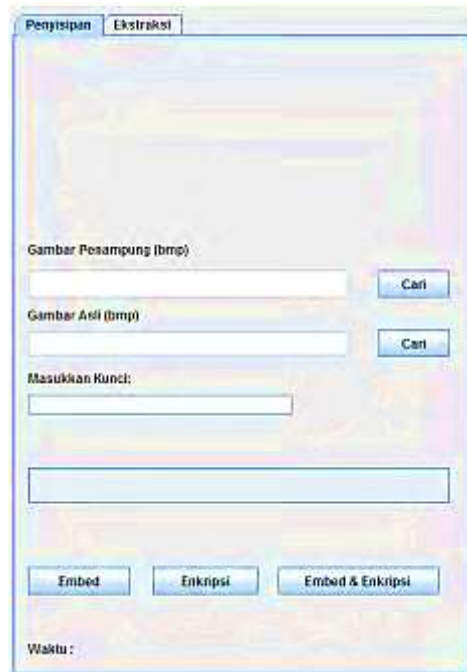 Penyisipan Ekstraksi
Gambar Penampung (bmp)
Cari
Gambar Asli (bmp)
Cari
Masukkan Kunci:
Embed Enkripsi Embed & Enkripsi
Waktu :